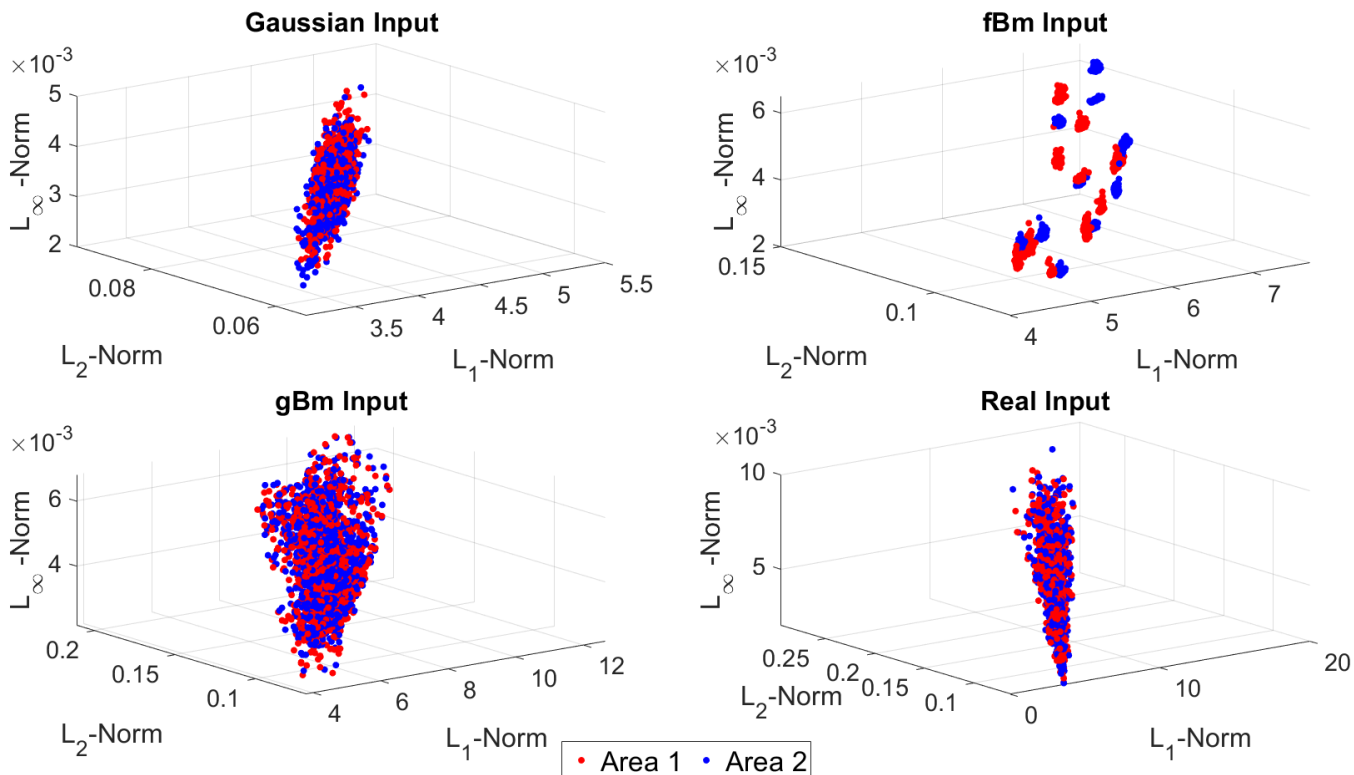 Gaussian Input
×10⁻³
5
4
3
2
L∞-Norm
0.08
0.06
L₂-Norm
3.5
4
4.5
5
5.5
L₁-Norm
fBm Input
×10⁻³
6
4
2
L∞-Norm
0.15
0.1
L₂-Norm
4
5
6
7
L₁-Norm
gBm Input
×10⁻³
6
4
L∞-Norm
0.2
0.15
0.1
L₂-Norm
4
6
8
10
12
L₁-Norm
Real Input
×10⁻³
10
5
L∞-Norm
0.25
0.2
0.15
0.1
L₂-Norm
0
10
20
L₁-Norm
Area 1 Area 2